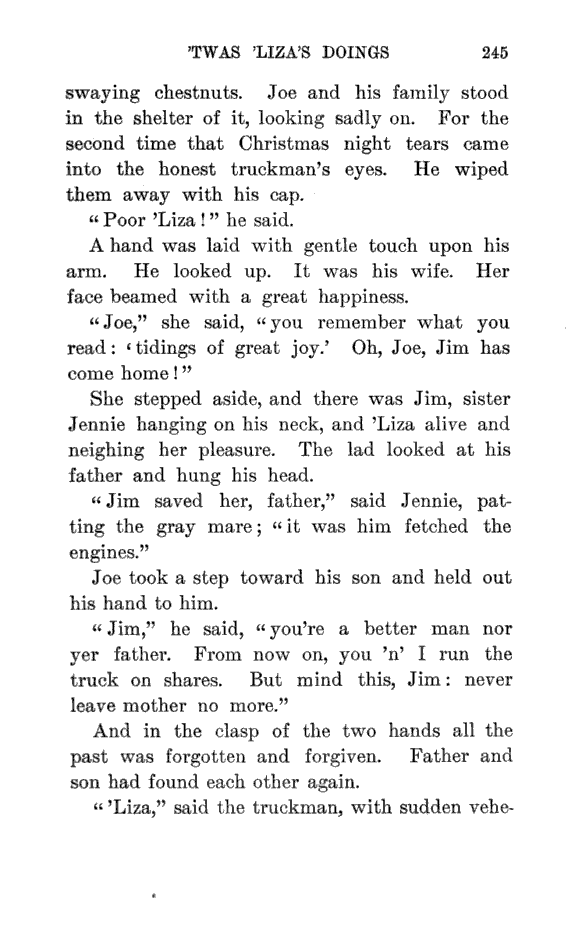 'TWAS 'LIZA'S DOINGS 245
swaying chestnuts. Joe and his family stood
in the shelter of it, looking sadly on. For the
second time that Christmas night tears came
into the honest truckman's eyes. He wiped
them away with his cap.
“Poor 'Liza!” he said.
A hand was laid with gentle touch upon his
arm. He looked up. It was his wife. Her
face beamed with a great happiness.
“Joe,” she said, “you remember what you
read: ‘tidings of great joy.’ Oh, Joe, Jim has
come home!”
She stepped aside, and there was Jim, sister
Jennie hanging on his neck, and 'Liza alive and
neighing her pleasure. The lad looked at his
father and hung his head.
“Jim saved her, father,” said Jennie, pat-
ting the gray mare; “it was him fetched the
engines.”
Joe took a step toward his son and held out
his hand to him.
“Jim,” he said, “you're a better man nor
yer father. From now on, you 'n' I run the
truck on shares. But mind this, Jim: never
leave mother no more.”
And in the clasp of the two hands all the
past was forgotten and forgiven. Father and
son had found each other again.
“'Liza,” said the truckman, with sudden vehe-